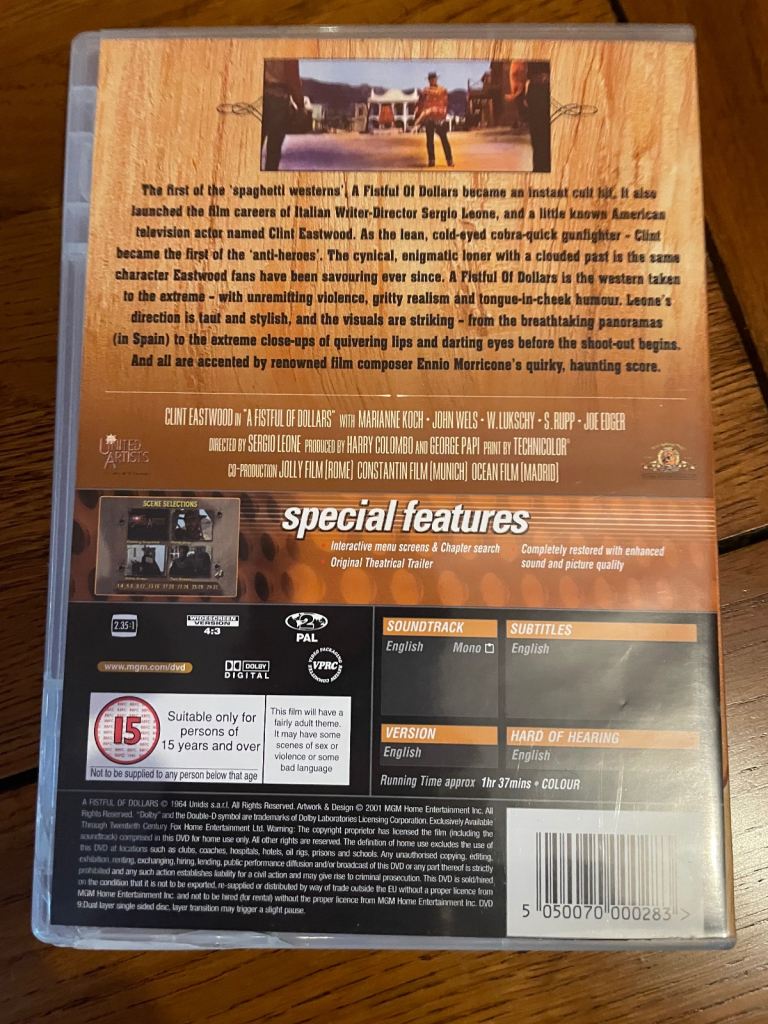 The first of the 'spaghetti westerns', A Fistful Of Dollars became an instant cult hit. It also
launched the film careers of Italian Writer-Director Sergio Leone, and a little known American
television actor named Clint Eastwood. As the lean, cold-eyed cobra-quick gunfighter - Clint
became the first of the 'anti-heroes'. The cynical, enigmatic loner with a clouded past is the same
character Eastwood fans have been savouring ever since. A Fistful Of Dollars is the western taken
to the extreme - with unremitting violence, gritty realism and tongue-in-cheek humour. Leone's
direction is taut and stylish, and the visuals are striking - from the breathtaking panoramas
(in Spain) to the extreme close-ups of quivering lips and darting eyes before the shoot-out begins.
And all are accented by renowned film composer Ennio Morricone's quirky, haunting score.
CLINT EASTWOOD IN "A FISTFUL OF DOLLARS" WITH MARIANNE KOCH • JOHN WELS • W. LUKSCHY • S. RUPP • JOE EDGER
DIRECTED BY SERGIO LEONE PRODUCED BY HARRY COLOMBO AND GEORGE PAPI PRINT BY TECHNICOLOR®
CO-PRODUCTION JOLLY FILM (ROME) CONSTANTIN FILM (MUNICH) OCEAN FILM (MADRID)
UNITED
ARTISTS
SCENE SELECTIONS
special features
Interactive menu screens & Chapter search
Original Theatrical Trailer
Completely restored with enhanced
sound and picture quality
2.35:1
WIDESCREEN
VERSION
4:3
2
PAL
www.mgm.com/dvd
DOLBY
DIGITAL
VIDEO PACKAGING REVIEW COMMITTEE
VPRC
SOUNDTRACK
English Mono
SUBTITLES
English
VERSION
English
HARD OF HEARING
English
Running Time approx 1hr 37mins • COLOUR
15
Suitable only for
persons of
15 years and over
Not to be supplied to any person below that age
This film will have a
fairly adult theme.
It may have some
scenes of sex or
violence or some
bad language
A FISTFUL OF DOLLARS © 1964 Unidis s.a.r.l. All Rights Reserved. Artwork & Design © 2001 MGM Home Entertainment Inc. All
Rights Reserved. "Dolby" and the Double-D symbol are trademarks of Dolby Laboratories Licensing Corporation. Exclusively Available
Through Twentieth Century Fox Home Entertainment Ltd. Warning: The copyright proprietor has licensed the film (including the
soundtrack) comprised in this DVD for home use only. All other rights are reserved. The definition of home use excludes the use of
this DVD at locations such as clubs, coaches, hospitals, hotels, oil rigs, prisons and schools. Any unauthorised copying, editing,
exhibition, renting, exchanging, hiring, lending, public performance diffusion and/or broadcast of this DVD or any part thereof is strictly
prohibited and any such action establishes liability for a civil action and may give rise to criminal prosecution. This DVD is sold/hired
on the condition that it is not to be exported, re-supplied or distributed by way of trade outside the EU without a proper licence from
MGM Home Entertainment Inc and not to be hired (for rental) without the proper licence from MGM Home Entertainment Inc. DVD
9:Dual layer single sided disc, layer transition may trigger a slight pause.
5 050070 000283 >